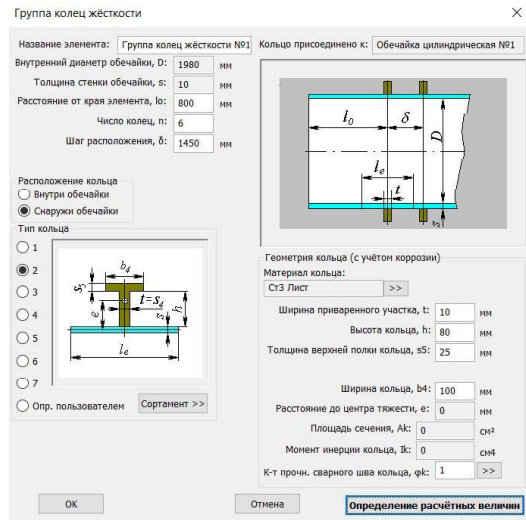 Группа колец жёсткости
Название элемента: Группа колец жёсткости №1
Кольцо присоединено к: Обечайка цилиндрическая №1
Внутренний диаметр обечайки, D: 1980 мм
Толщина стенки обечайки, s: 10 мм
Расстояние от края элемента, lo: 800 мм
Число колец, n: 6
Шаг расположения, δ: 1450 мм
l0 δ D
le
t
s
Расположение кольца
Внутри обечайки
Снаружи обечайки
Тип кольца
1
2
3
4
5
6
7
Опр. пользователем
Сортамент >>
b4
s5
t=s4
e s h
le
Геометрия кольца (с учётом коррозии)
Материал кольца:
Ст3 Лист >>
Ширина приваренного участка, t: 10 мм
Высота кольца, h: 80 мм
Толщина верхней полки кольца, s5: 25 мм
Ширина кольца, b4: 100 мм
Расстояние до центра тяжести, e: 0 мм
Площадь сечения, Ak: 0 см²
Момент инерции кольца, Ik: 0 см4
К-т прочн. сварного шва кольца, φk: 1 >>
ОК
Отмена
Определение расчётных величин